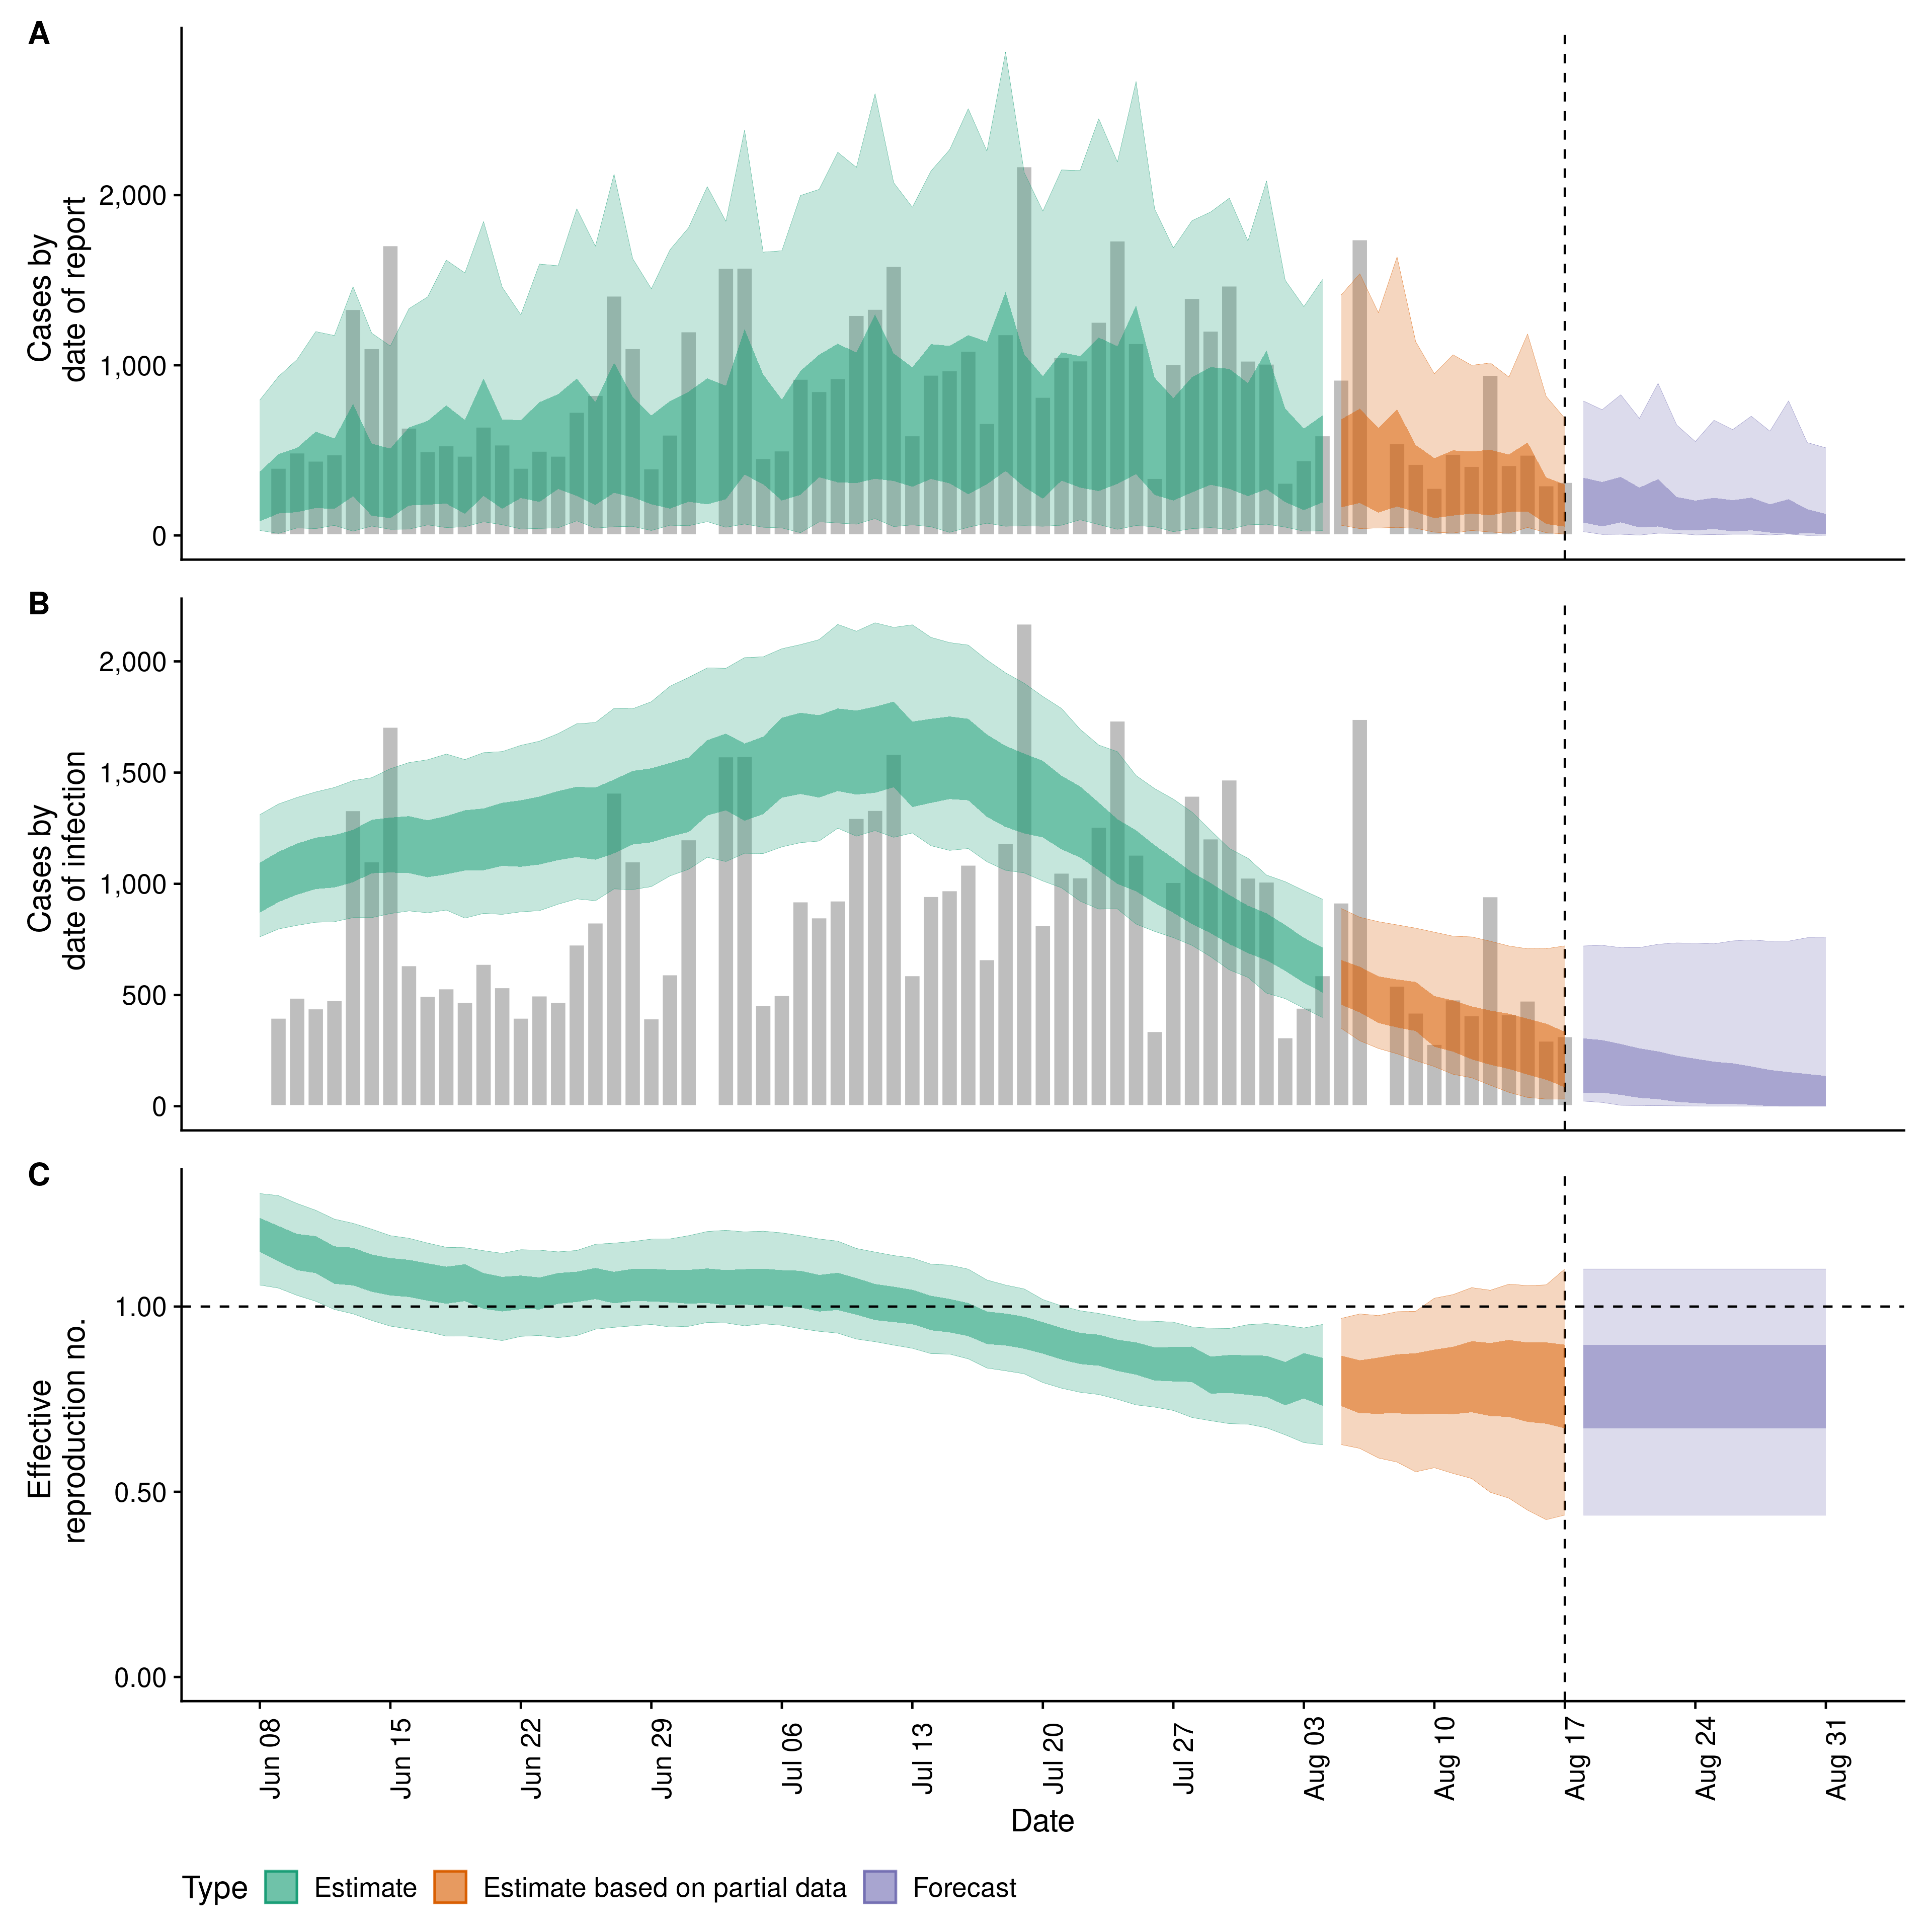 A
Cases by
date of report
2,000
1,000
0
B
Cases by
date of infection
2,000
1,500
1,000
500
0
C
Effective
reproduction no.
1.00
0.50
0.00
Jun 08
Jun 15
Jun 22
Jun 29
Jul 06
Jul 13
Jul 20
Jul 27
Aug 03
Aug 10
Aug 17
Aug 24
Aug 31
Date
Type Estimate Estimate based on partial data Forecast